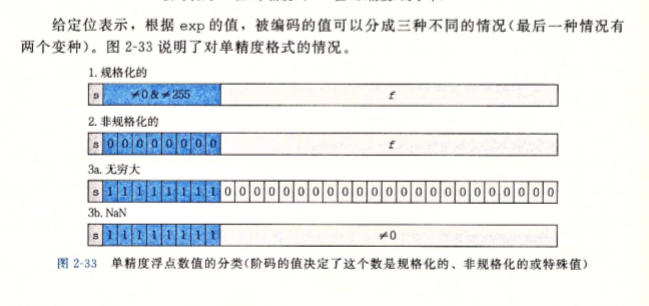 给定位表示，根据 exp 的值，被编码的值可以分成三种不同的情况(最后一种情况有
两个变种)。图 2-33 说明了对单精度格式的情况。
1. 规格化的
s ≠0&≠255 f
2. 非规格化的
s 0 0 0 0 0 0 0 0 f
3a. 无穷大
s 1 1 1 1 1 1 1 1 0 0 0 0 0 0 0 0 0 0 0 0 0 0 0 0 0 0 0 0 0 0 0
3b. NaN
s 1 1 1 1 1 1 1 1 ≠0
图 2-33 单精度浮点数值的分类(阶码的值决定了这个数是规格化的、非规格化的或特殊值)